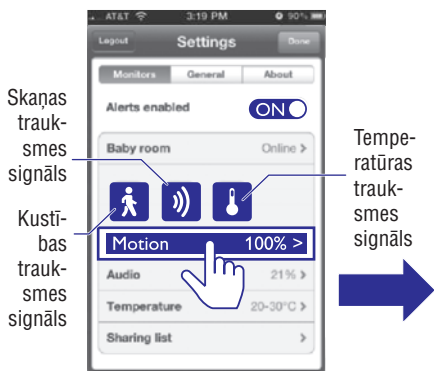 AT&T 3:19 PM 90%
Logout Settings Done
Monitors General About
Alerts enabled ON
Baby room Online >
Motion 100% >
Audio 21% >
Temperature 20-30°C >
Sharing list >
Skaņas
trauk-
smes
signāls
Kustī-
bas
trauk-
smes
signāls
Tempe-
ratūras
trauk-
smes
signāls